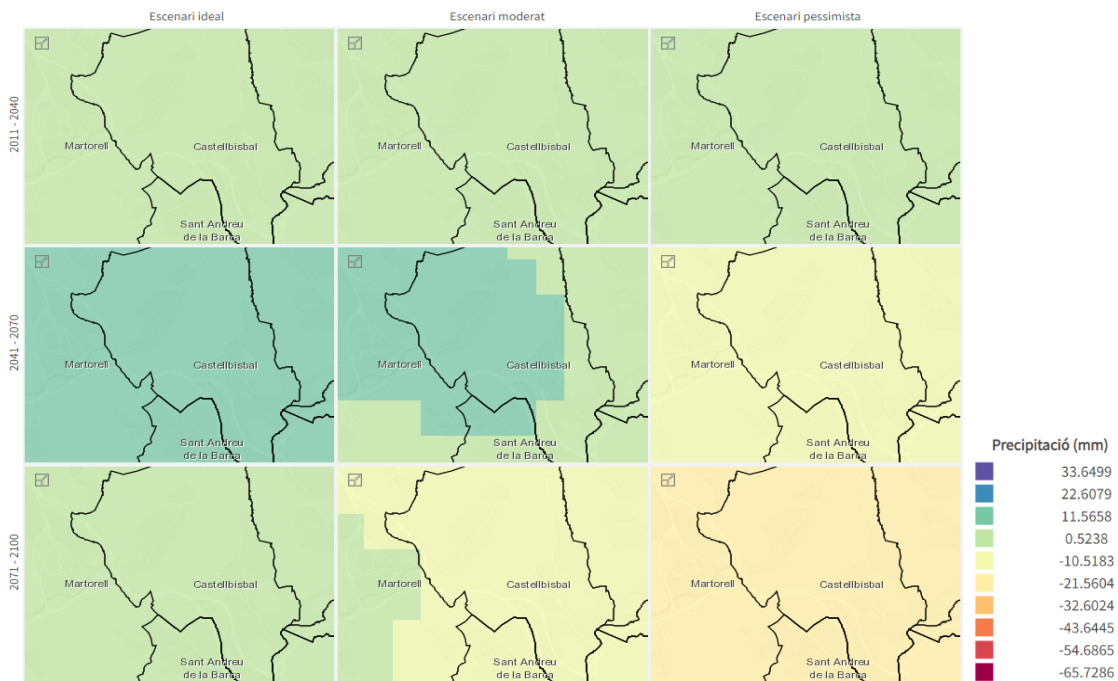 Escenari ideal
Escenari moderat
Escenari pessimista
2011 - 2040
Martorell
Castellbisbal
Sant Andreu
de la Barca
Martorell
Castellbisbal
Sant Andreu
de la Barca
Martorell
Castellbisbal
Sant Andreu
de la Barca
2041 - 2070
Martorell
Castellbisbal
Sant Andreu
de la Barca
Martorell
Castellbisbal
Sant Andreu
de la Barca
Martorell
Castellbisbal
Sant Andreu
de la Barca
2071 - 2100
Martorell
Castellbisbal
Sant Andreu
de la Barca
Martorell
Castellbisbal
Sant Andreu
de la Barca
Martorell
Castellbisbal
Sant Andreu
de la Barca
Precipitació (mm)
33.6499
22.6079
11.5658
0.5238
-10.5183
-21.5604
-32.6024
-43.6445
-54.6865
-65.7286